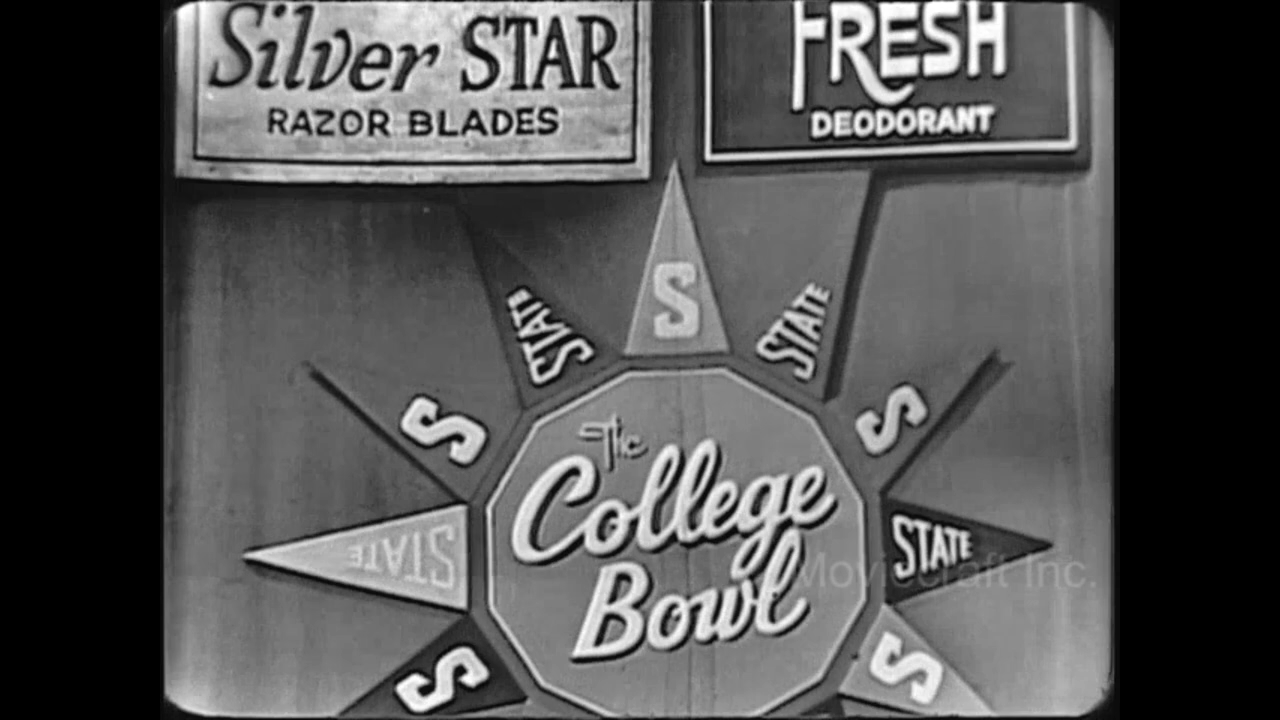 Silver STAR
RAZOR BLADES
FRESH
DEODORANT
S
STATE
STATE
S
S
The
College
Bowl
STATE
STATE
S
S
Moviecraft Inc.